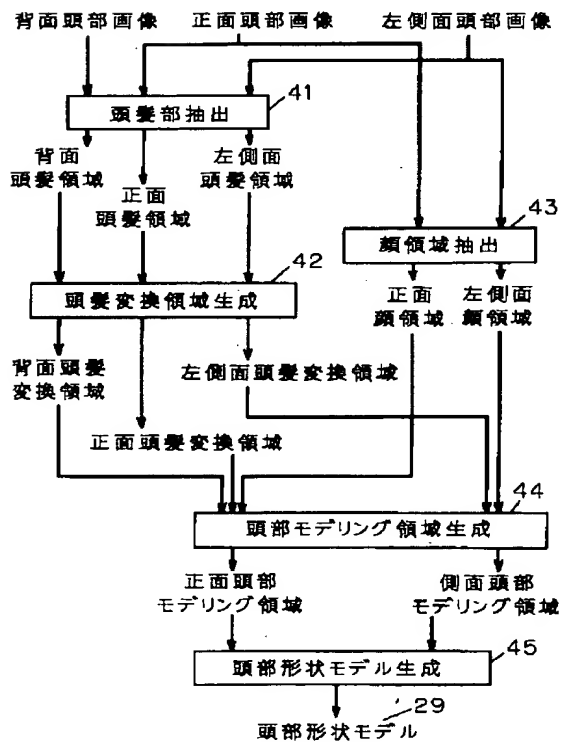 背面頭部画像 正面頭部画像 左側面頭部画像
41
頭髪部抽出
背面
頭髪領域
正面
頭髪領域
左側面
頭髪領域
43
顔領域抽出
42
頭髪変換領域生成
正面
顔領域
左側面
顔領域
背面頭髪
変換領域
左側面頭髪変換領域
正面頭髪変換領域
44
頭部モデリング領域生成
正面頭部
モデリング領域
側面頭部
モデリング領域
45
頭部形状モデル生成
29
頭部形状モデル